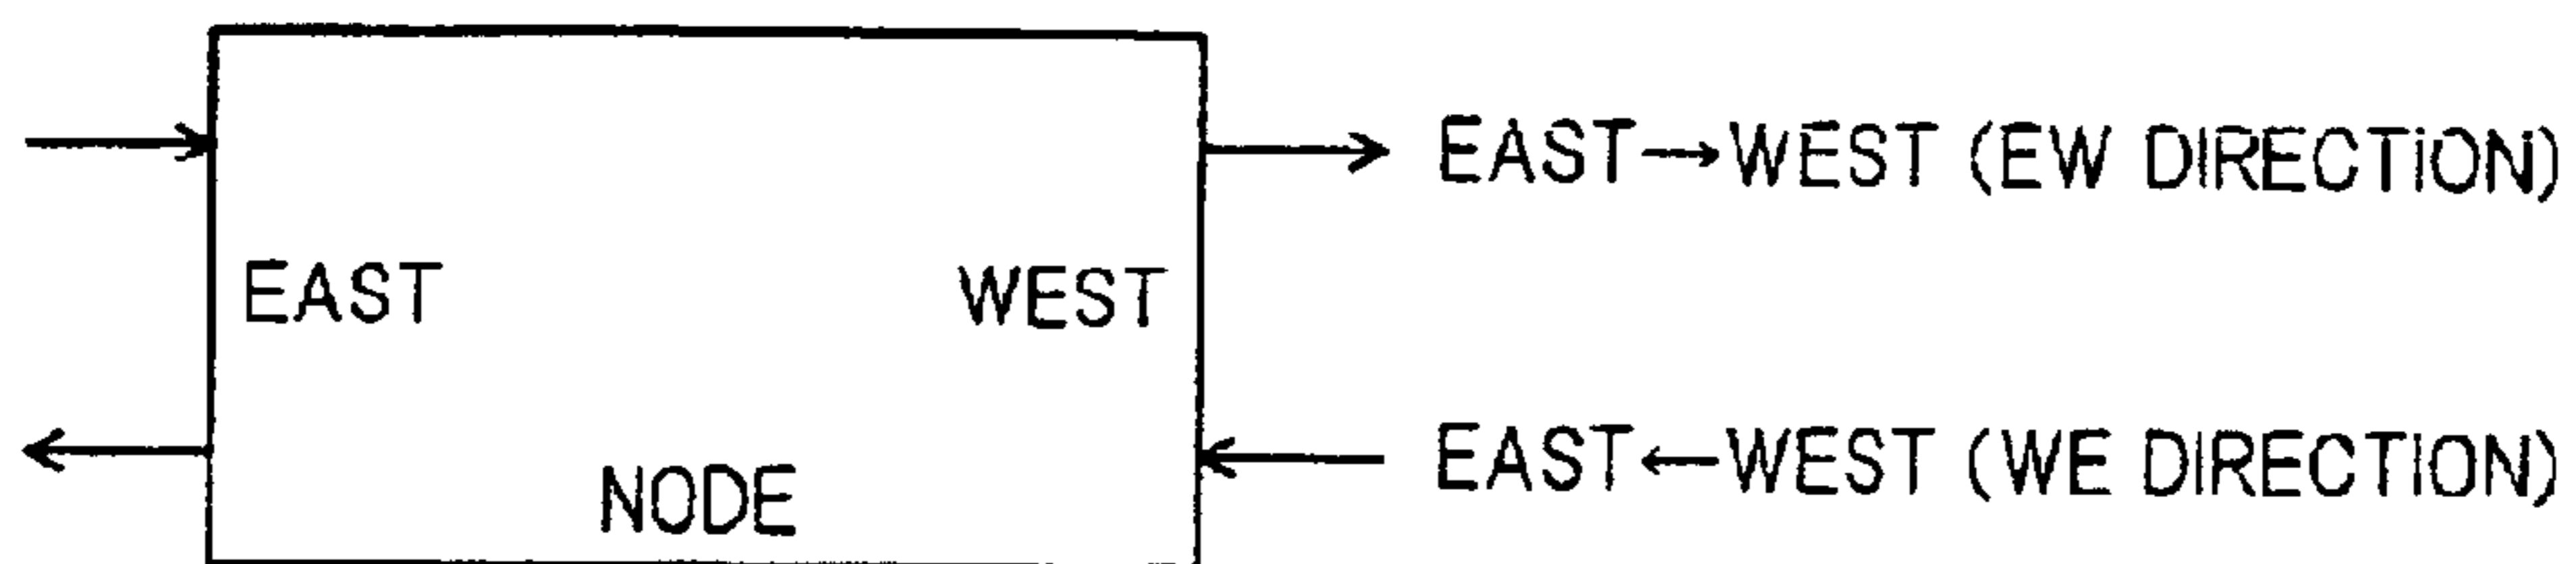 EAST→WEST (EW DIRECTION)
EAST WEST
EAST←WEST (WE DIRECTION)
NODE